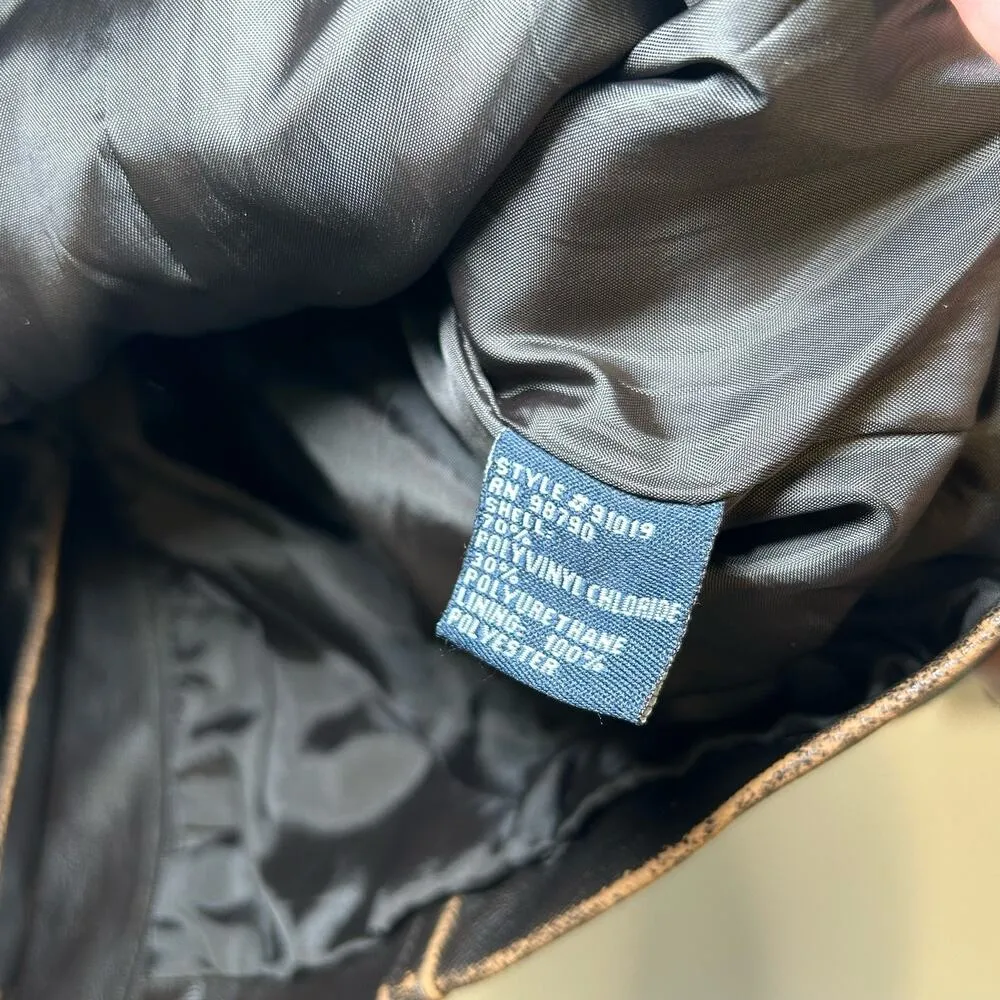 STYLE # 91019
RN 98790
SHELL-
70%
POLYVINYL CHLORIDE
30%
POLYURETHANE
LINING- 100%
POLYESTER